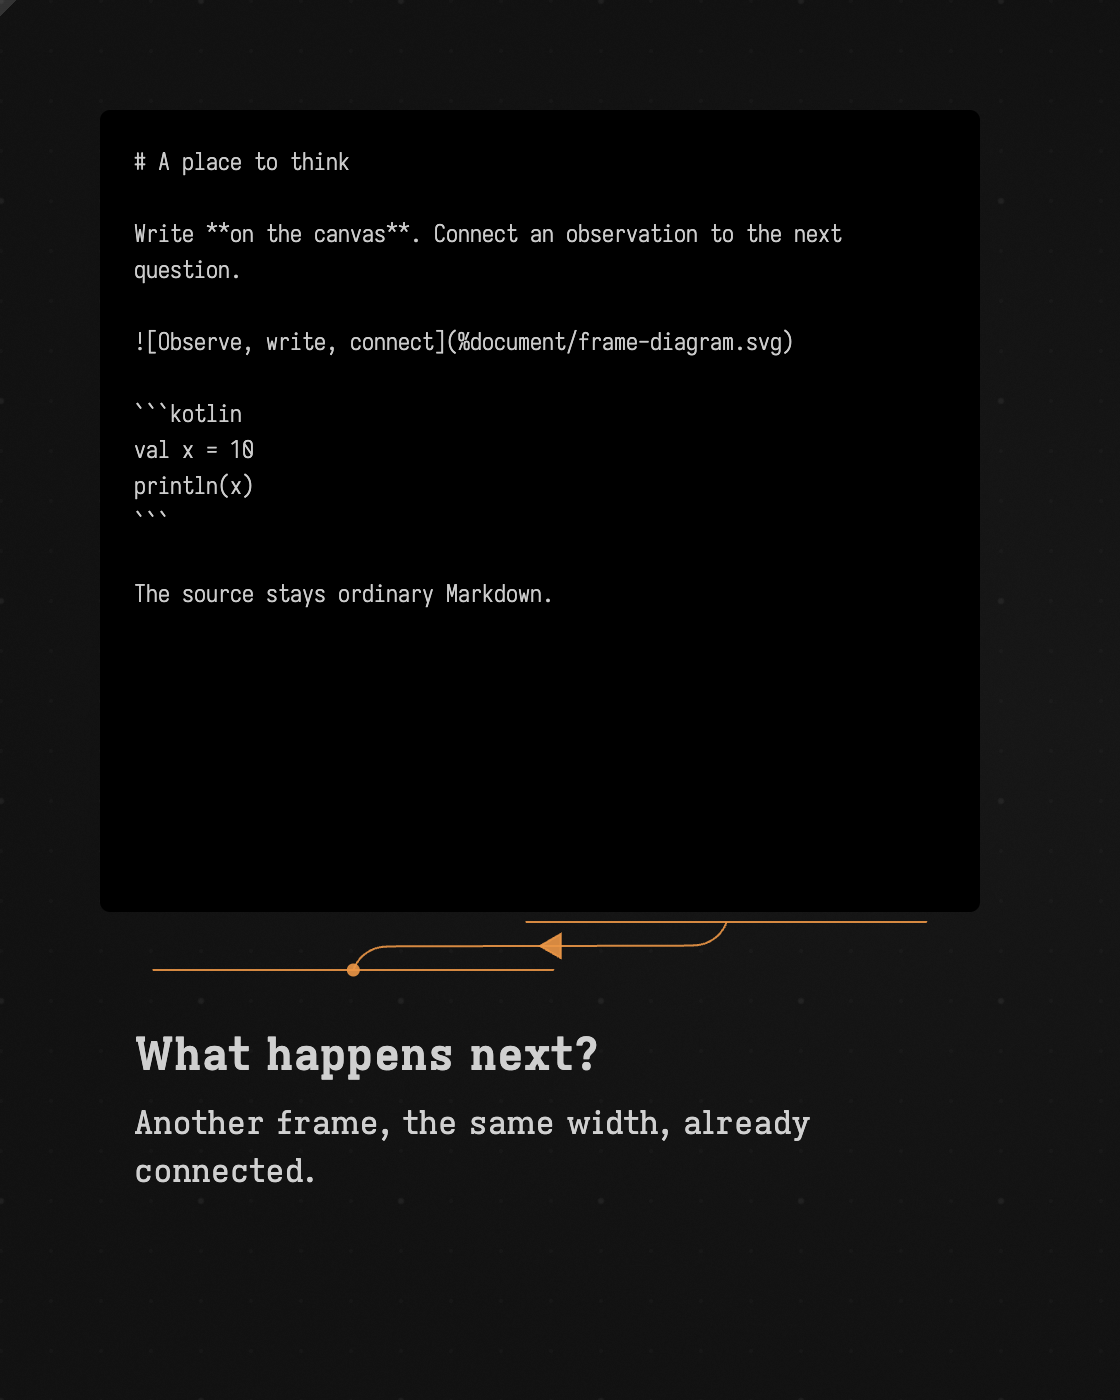 # A place to think
Write **on the canvas**. Connect an observation to the next
question.
![Observe, write, connect](%document/frame-diagram.svg)
```kotlin
val x = 10
println(x)
```
The source stays ordinary Markdown.
What happens next?
Another frame, the same width, already
connected.